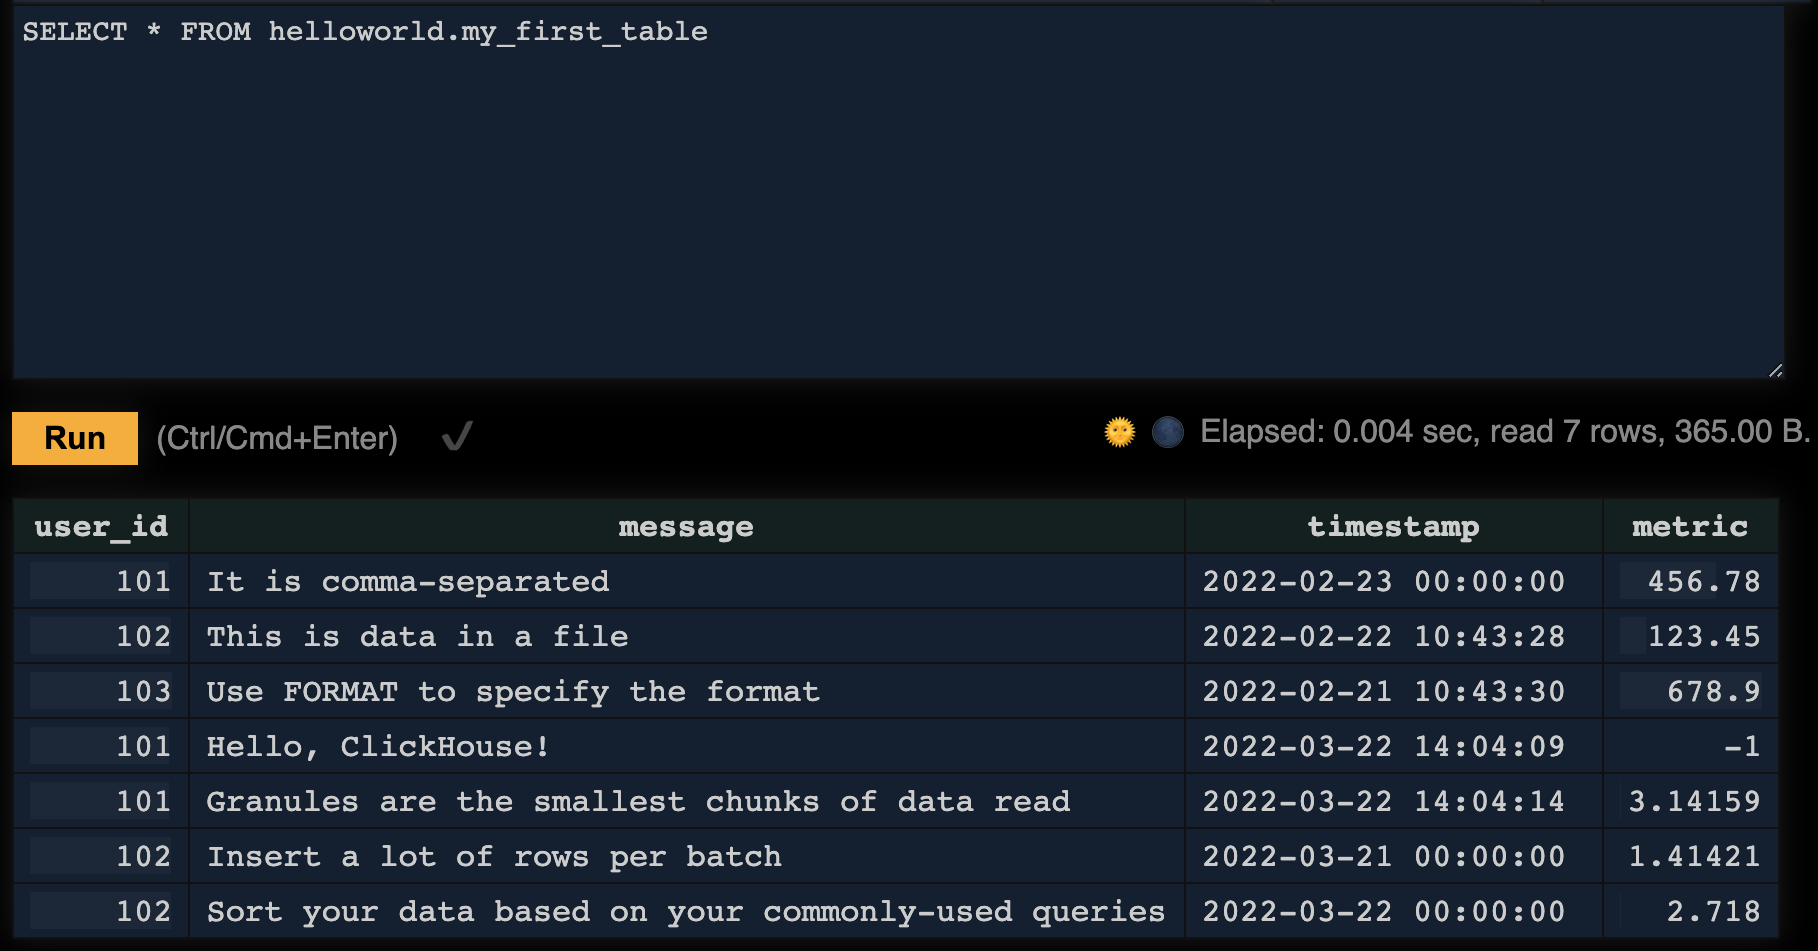 SELECT * FROM helloworld.my_first_table
Run (Ctrl/Cmd+Enter) ✔ 🌞 🌑 Elapsed: 0.004 sec, read 7 rows, 365.00 B.
user_id message timestamp metric
101 It is comma-separated 2022-02-23 00:00:00 456.78
102 This is data in a file 2022-02-22 10:43:28 123.45
103 Use FORMAT to specify the format 2022-02-21 10:43:30 678.9
101 Hello, ClickHouse! 2022-03-22 14:04:09 -1
101 Granules are the smallest chunks of data read 2022-03-22 14:04:14 3.14159
102 Insert a lot of rows per batch 2022-03-21 00:00:00 1.41421
102 Sort your data based on your commonly-used queries 2022-03-22 00:00:00 2.718